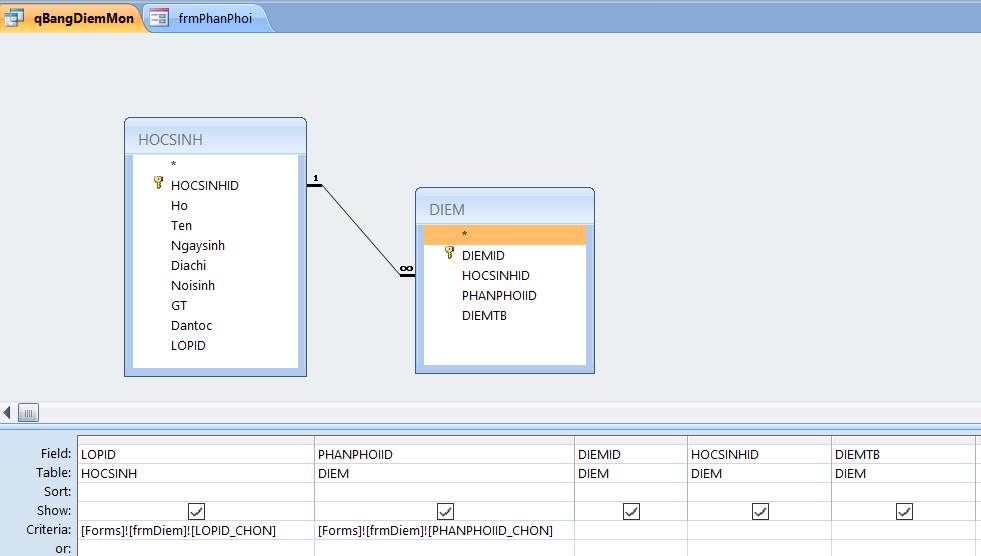 qBangDiemMon frmPhanPhoi
HOCSINH
*
HOCSINHID
Ho
Ten
Ngaysinh
Diachi
Noisinh
GT
Dantoc
LOPID
1
∞
DIEM
*
DIEMID
HOCSINHID
PHANPHOIID
DIEMTB
Field: LOPID PHANPHOIID DIEMID HOCSINHID DIEMTB
Table: HOCSINH DIEM DIEM DIEM DIEM
Sort:
Show:
Criteria: [Forms]![frmDiem]![LOPID_CHON] [Forms]![frmDiem]![PHANPHOIID_CHON]
or: